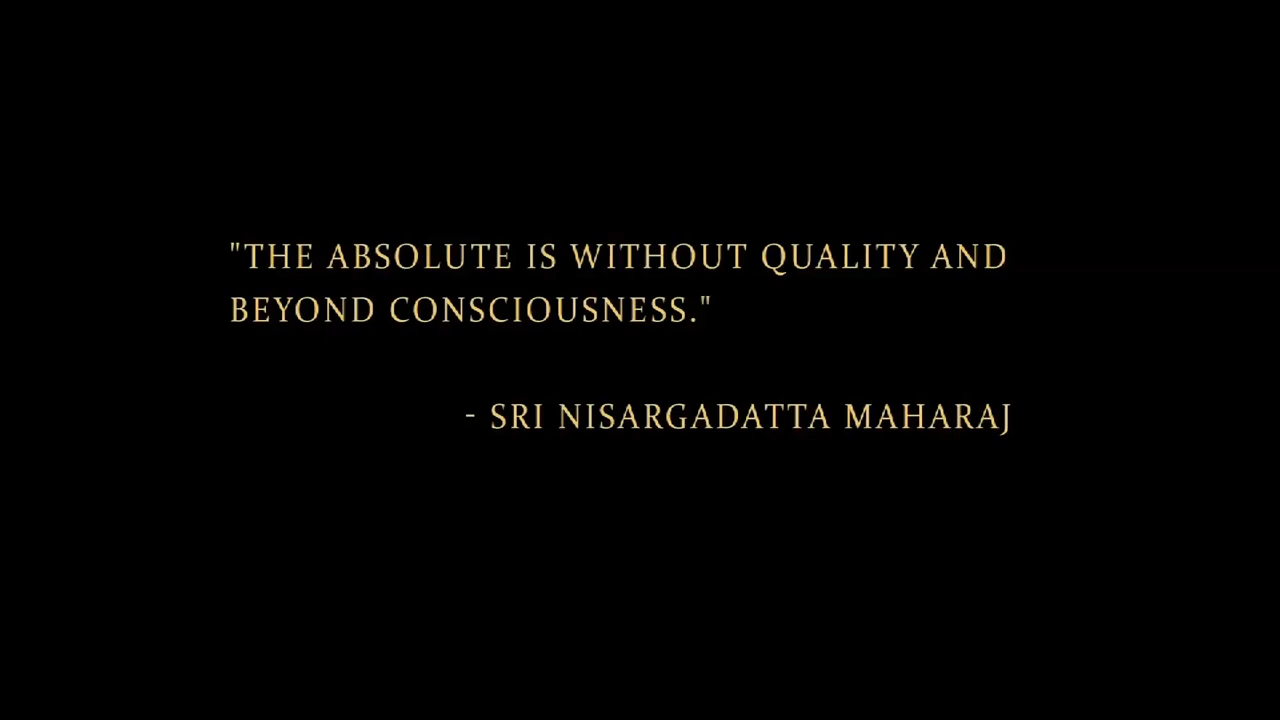 "THE ABSOLUTE IS WITHOUT QUALITY AND
BEYOND CONSCIOUSNESS."
- SRI NISARGADATTA MAHARAJ